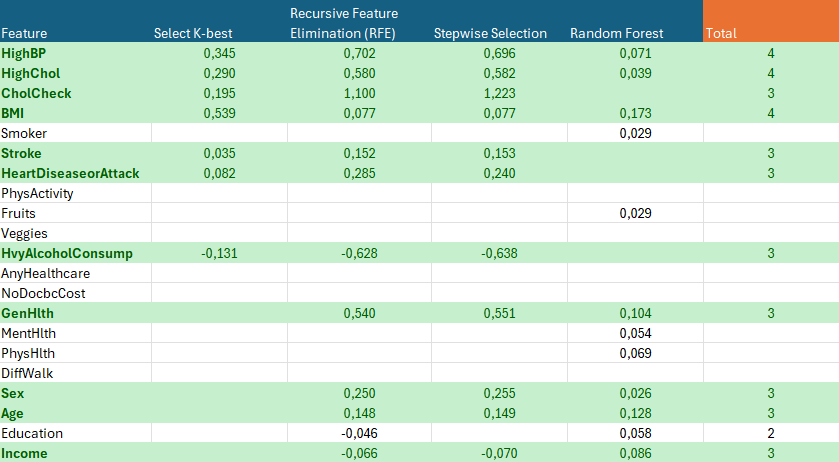 Feature Select K-best Recursive Feature Elimination (RFE) Stepwise Selection Random Forest Total
HighBP 0,345 0,702 0,696 0,071 4
HighChol 0,290 0,580 0,582 0,039 4
CholCheck 0,195 1,100 1,223 3
BMI 0,539 0,077 0,077 0,173 4
Smoker 0,029
Stroke 0,035 0,152 0,153 3
HeartDiseaseorAttack 0,082 0,285 0,240 3
PhysActivity
Fruits 0,029
Veggies
HvyAlcoholConsump -0,131 -0,628 -0,638 3
AnyHealthcare
NoDocbcCost
GenHlth 0,540 0,551 0,104 3
MentHlth 0,054
PhysHlth 0,069
DiffWalk
Sex 0,250 0,255 0,026 3
Age 0,148 0,149 0,128 3
Education -0,046 0,058 2
Income -0,066 -0,070 0,086 3